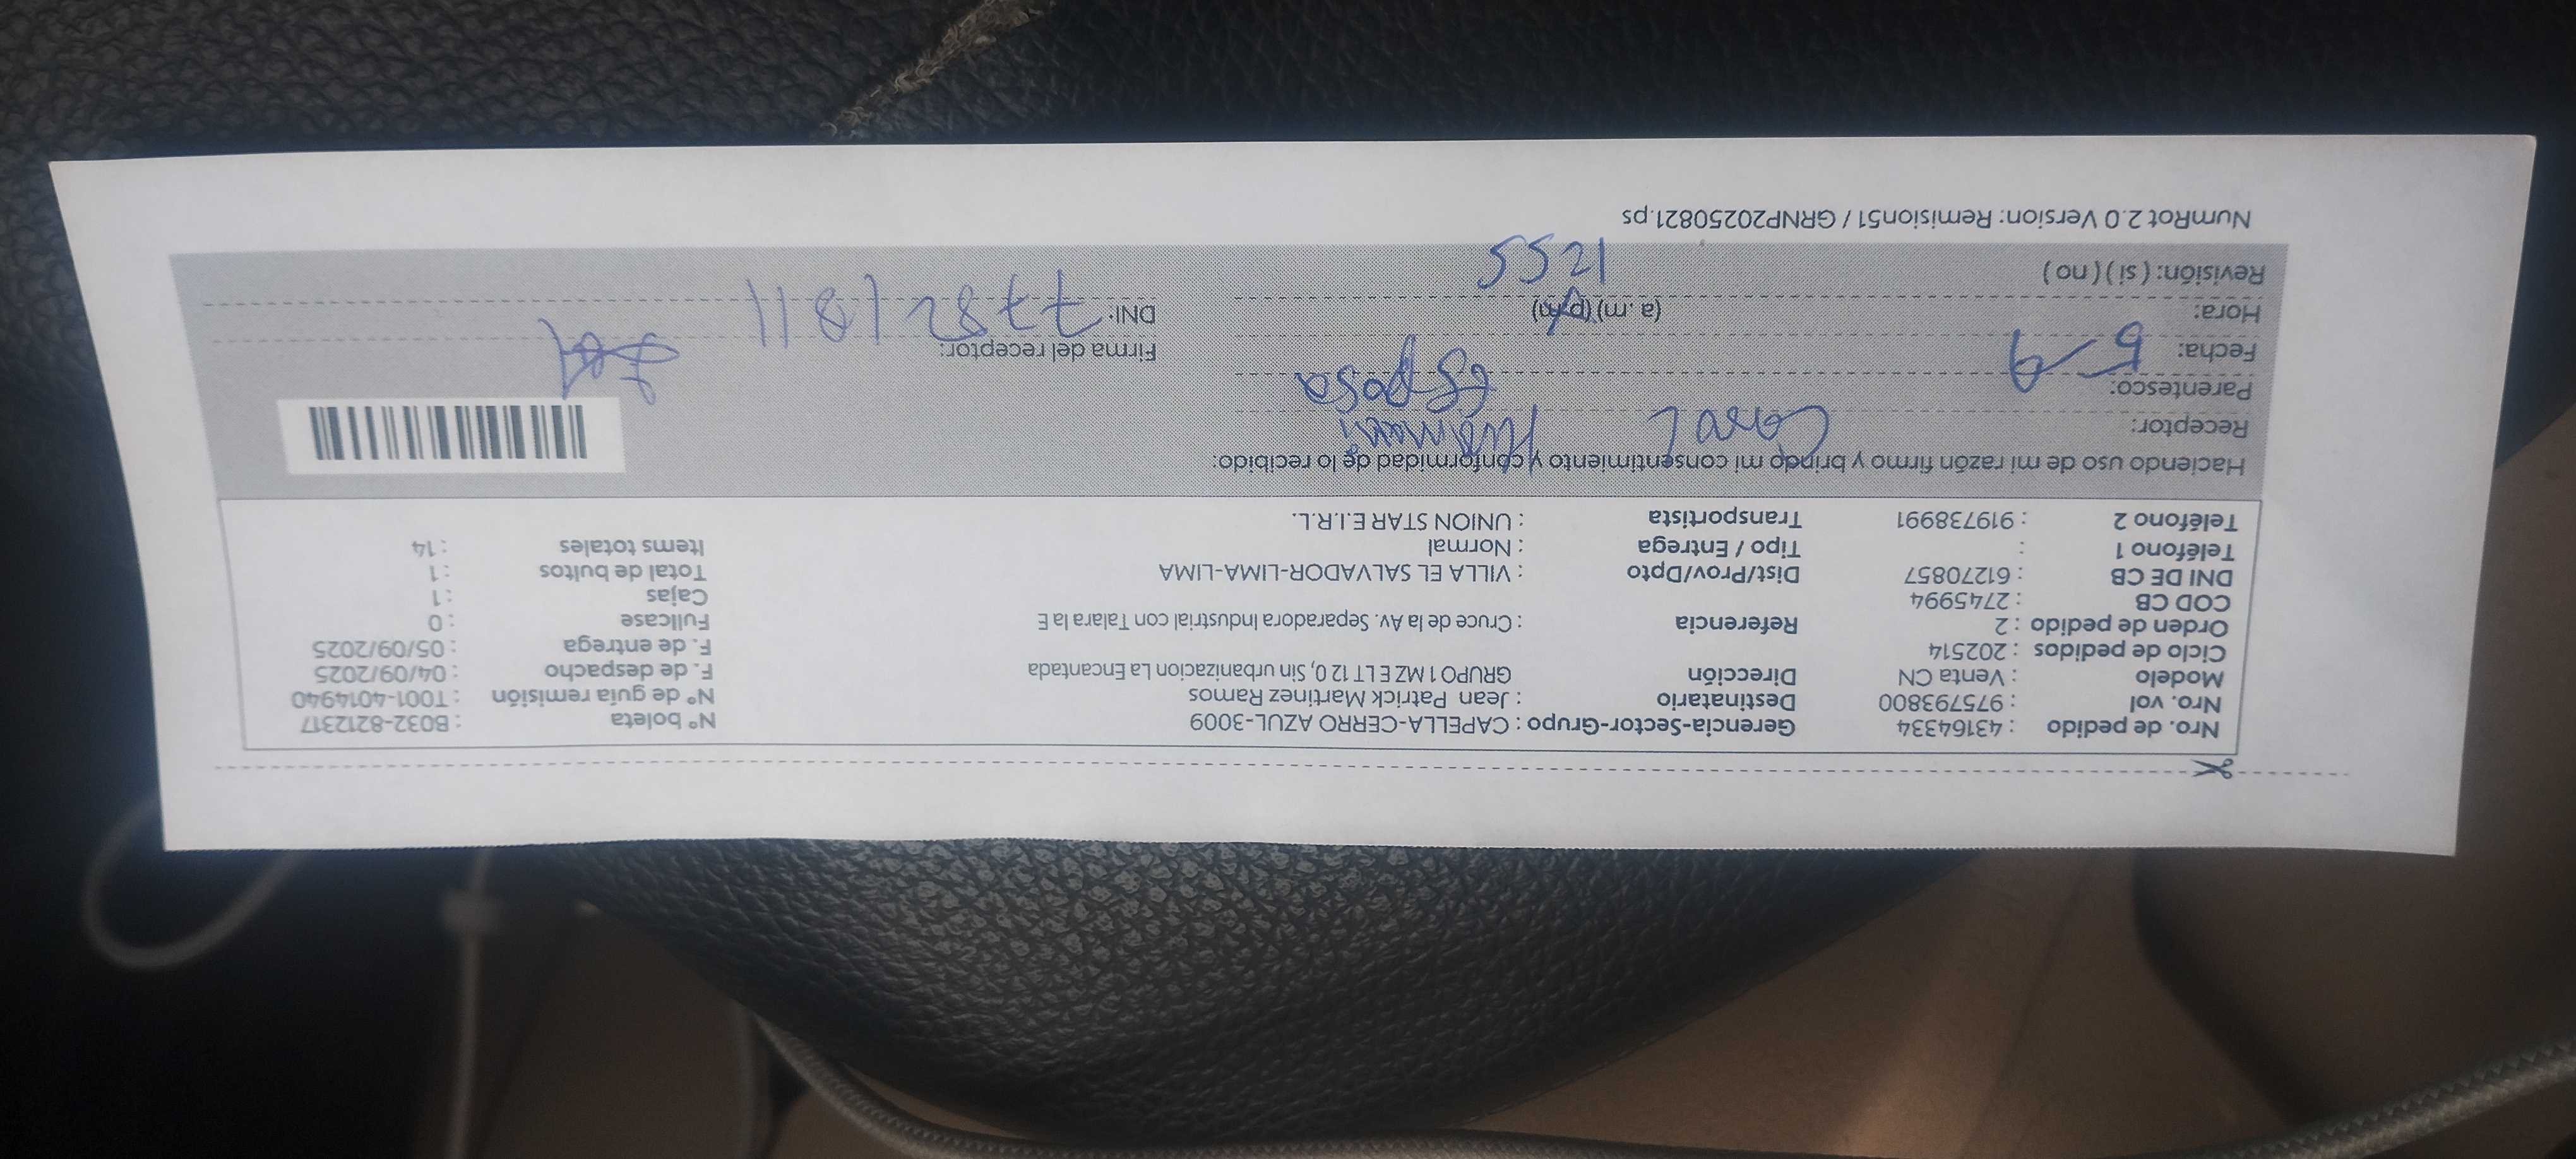 Nro. de pedido : 43164334 Gerencia-Sector-Grupo : CAPELLA-CERRO AZUL-3009 Nº boleta : B032-8212317
Nro. vol : 975793800 Destinatario : Jean Patrick Martinez Ramos Nº de guía remisión : T001-4014940
Modelo : Venta CN Dirección GRUPO 1 MZ E LT 12 0, Sin urbanizacion La Encantada F. de despacho : 04/09/2025
Ciclo de pedidos : 202514 F. de entrega : 05/09/2025
Orden de pedido : 2 Referencia : Cruce de la Av. Separadora Industrial con Talara la E Fullcase : 0
COD CB : 2745994 Cajas : 1
DNI DE CB : 61270857 Dist/Prov/Dpto : VILLA EL SALVADOR-LIMA-LIMA Total de bultos : 1
Teléfono 1 : Tipo / Entrega : Normal Items totales : 14
Teléfono 2 : 919738991 Transportista : UNION STAR E.I.R.L.
Haciendo uso de mi razón firmo y brindo mi consentimiento y conformidad de lo recibido:
Receptor: Coral
Parentesco: Esposa
Fecha: 5-9 Firma del receptor:
Hora: (a. m) (p.m) DNI: 77821811
1255
Revisión: ( si ) ( no )
NumRot 2.0 Version: Remision51 / GRNP20250821.ps